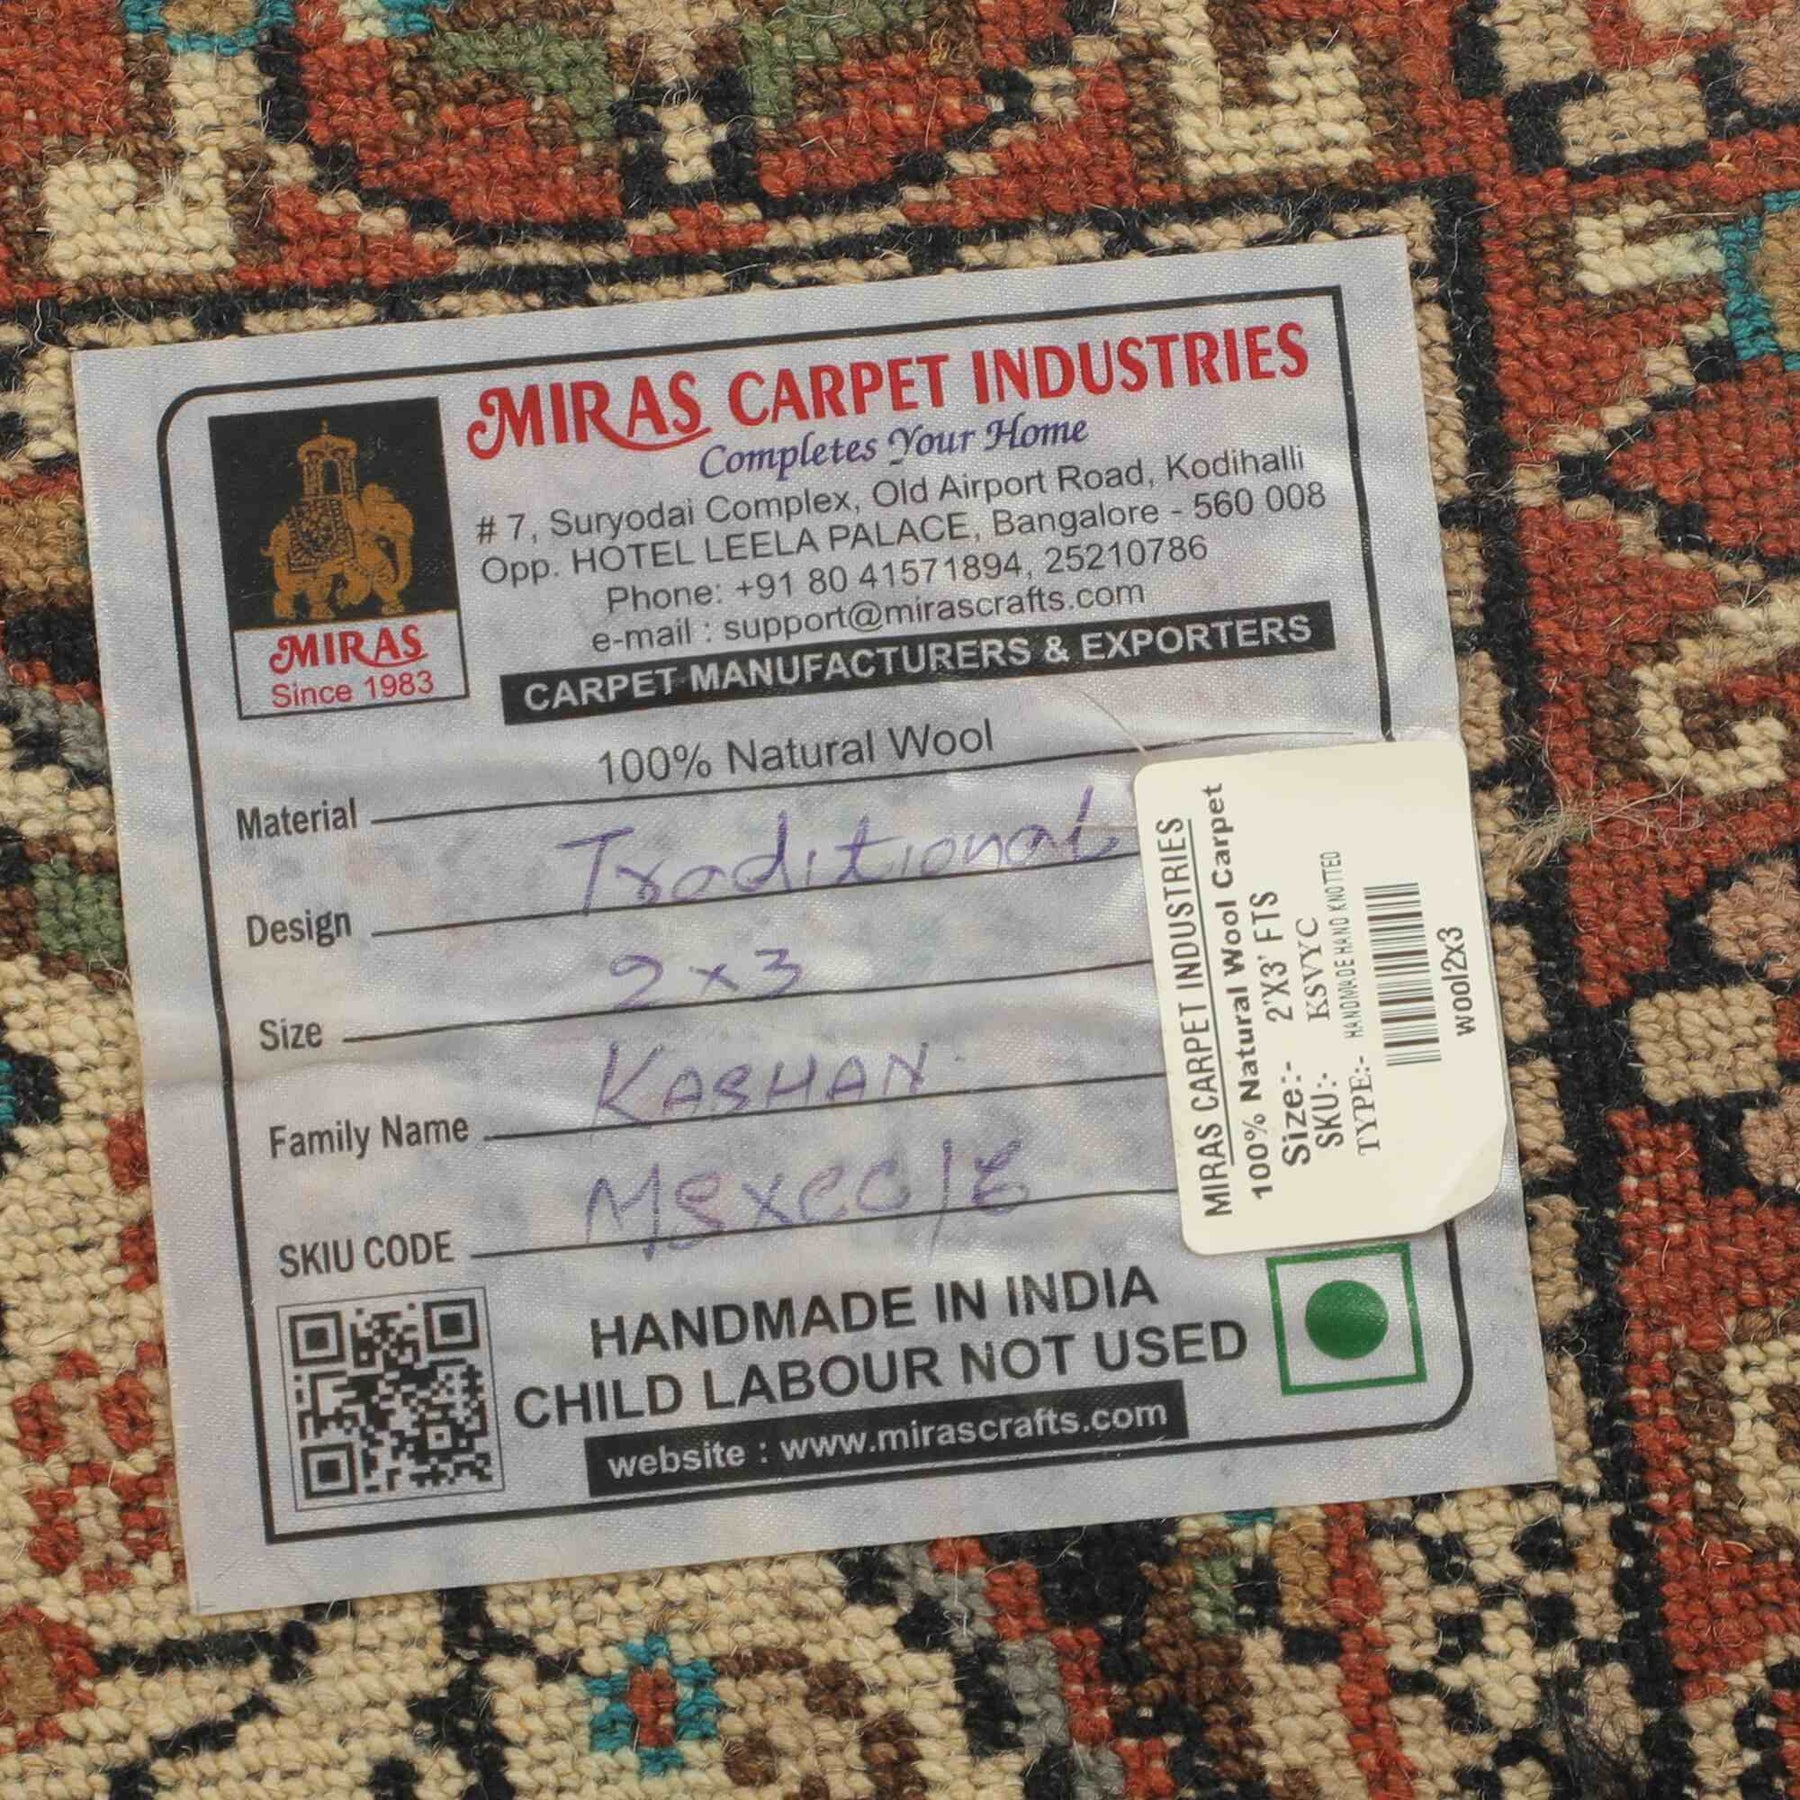 MIRAS CARPET INDUSTRIES
Completes Your Home
# 7, Suryodai Complex, Old Airport Road, Kodihalli
Opp. HOTEL LEELA PALACE, Bangalore - 560 008
Phone: +91 80 41571894, 25210786
e-mail : support@mirascrafts.com
CARPET MANUFACTURERS & EXPORTERS
MIRAS
Since 1983
Material 100% Natural Wool
Design Traditional
Size 2 x 3
Family Name KASHAN
SKIU CODE
HANDMADE IN INDIA
CHILD LABOUR NOT USED
website : www.mirascrafts.com
MIRAS CARPET INDUSTRIES
100% Natural Wool Carpet
Size:- 2'X3' FTS
SKU:- KSVYC
TYPE:- HANDMADE HAND KNOTTED
wool2x3